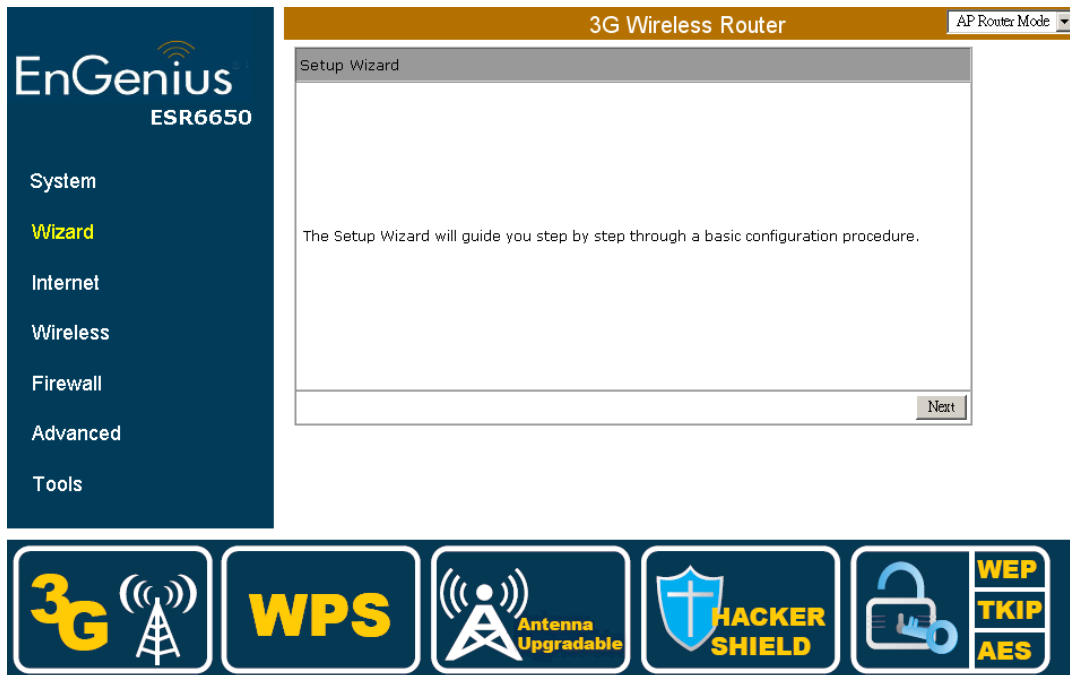 3G Wireless Router
AP Router Mode
EnGenius
ESR6650
System
Wizard
Internet
Wireless
Firewall
Advanced
Tools
Setup Wizard
The Setup Wizard will guide you step by step through a basic configuration procedure.
Next
3G
WPS
Antenna
Upgradable
HACKER
SHIELD
WEP
TKIP
AES